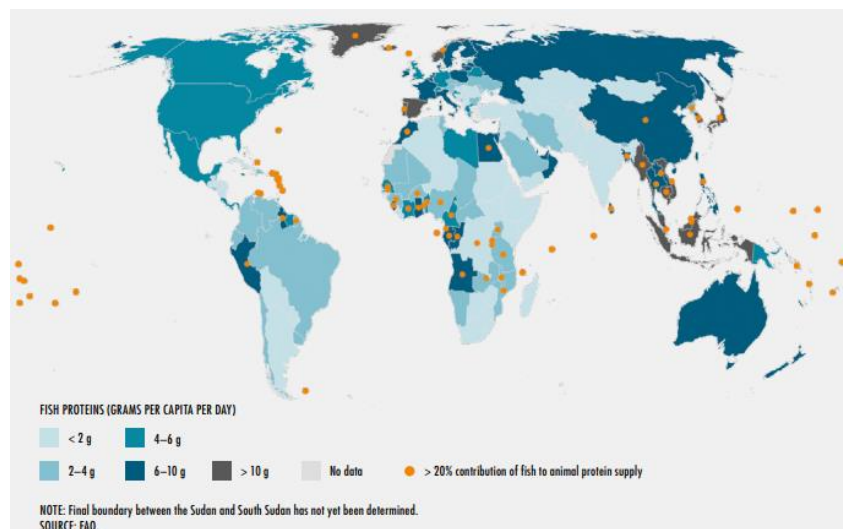 FISH PROTEINS (GRAMS PER CAPITA PER DAY)
< 2 g
4–6 g
2–4 g
6–10 g
> 10 g
No data
> 20% contribution of fish to animal protein supply
NOTE: Final boundary between the Sudan and South Sudan has not yet been determined.
SOURCE: FAO